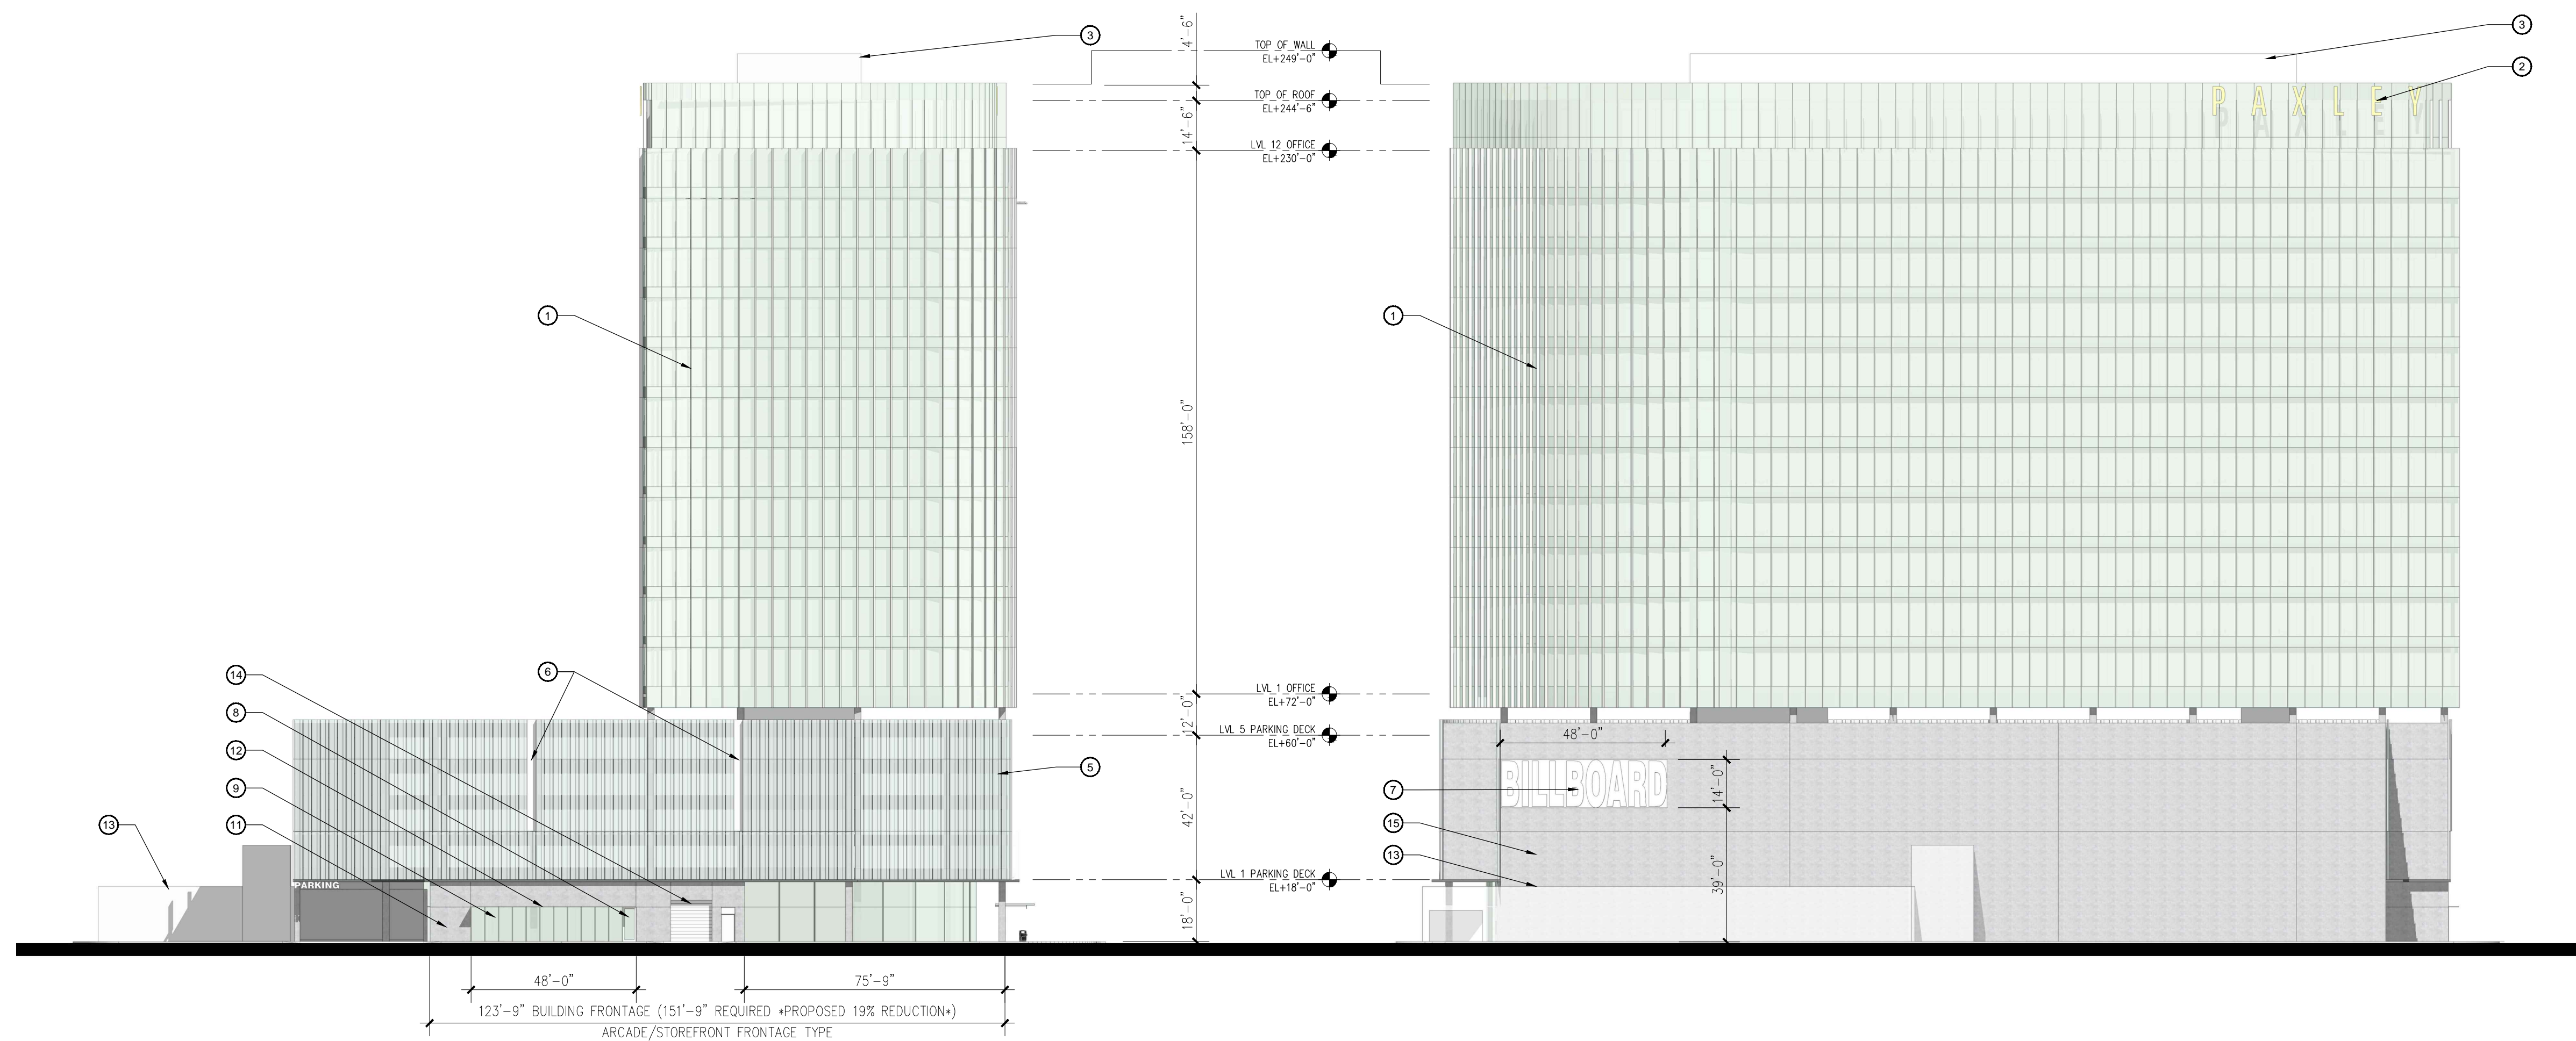 3
3
2
4'-6"
TOP OF WALL
EL+249'-0"
TOP OF ROOF
EL+244'-6"
14'-6"
LVL 12 OFFICE
EL+230'-0"
PAXLEY
1
1
158'-0"
14
6
8
12
9
11
13
5
LVL 1 OFFICE
EL+72'-0"
12'-0"
LVL 5 PARKING DECK
EL+60'-0"
42'-0"
LVL 1 PARKING DECK
EL+18'-0"
18'-0"
PARKING
48'-0"
BILLBOARD
14'-0"
39'-0"
7
15
13
48'-0"
75'-9"
123'-9" BUILDING FRONTAGE (151'-9" REQUIRED *PROPOSED 19% REDUCTION*)
ARCADE/STOREFRONT FRONTAGE TYPE